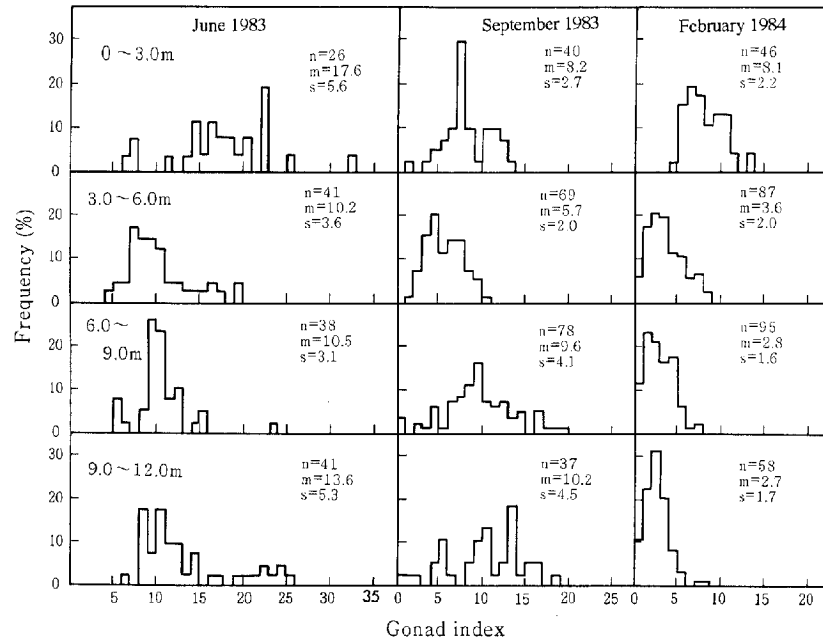 June 1983
September 1983
February 1984
0~3.0m
n=26
m=17.6
s=5.6
n=40
m=8.2
s=2.7
n=46
m=8.1
s=2.2
30
20
10
0
3.0~6.0m
n=41
m=10.2
s=3.6
n=69
m=5.7
s=2.0
n=87
m=3.6
s=2.0
20
10
0
6.0~
9.0m
n=38
m=10.5
s=3.1
n=78
m=9.6
s=4.1
n=95
m=2.8
s=1.6
20
10
0
9.0~12.0m
n=41
m=13.6
s=5.3
n=37
m=10.2
s=4.5
n=58
m=2.7
s=1.7
30
20
10
0
5 10 15 20 25 30 35 0 5 10 15 20 0 5 10 15 20
Frequency (%)
Gonad index